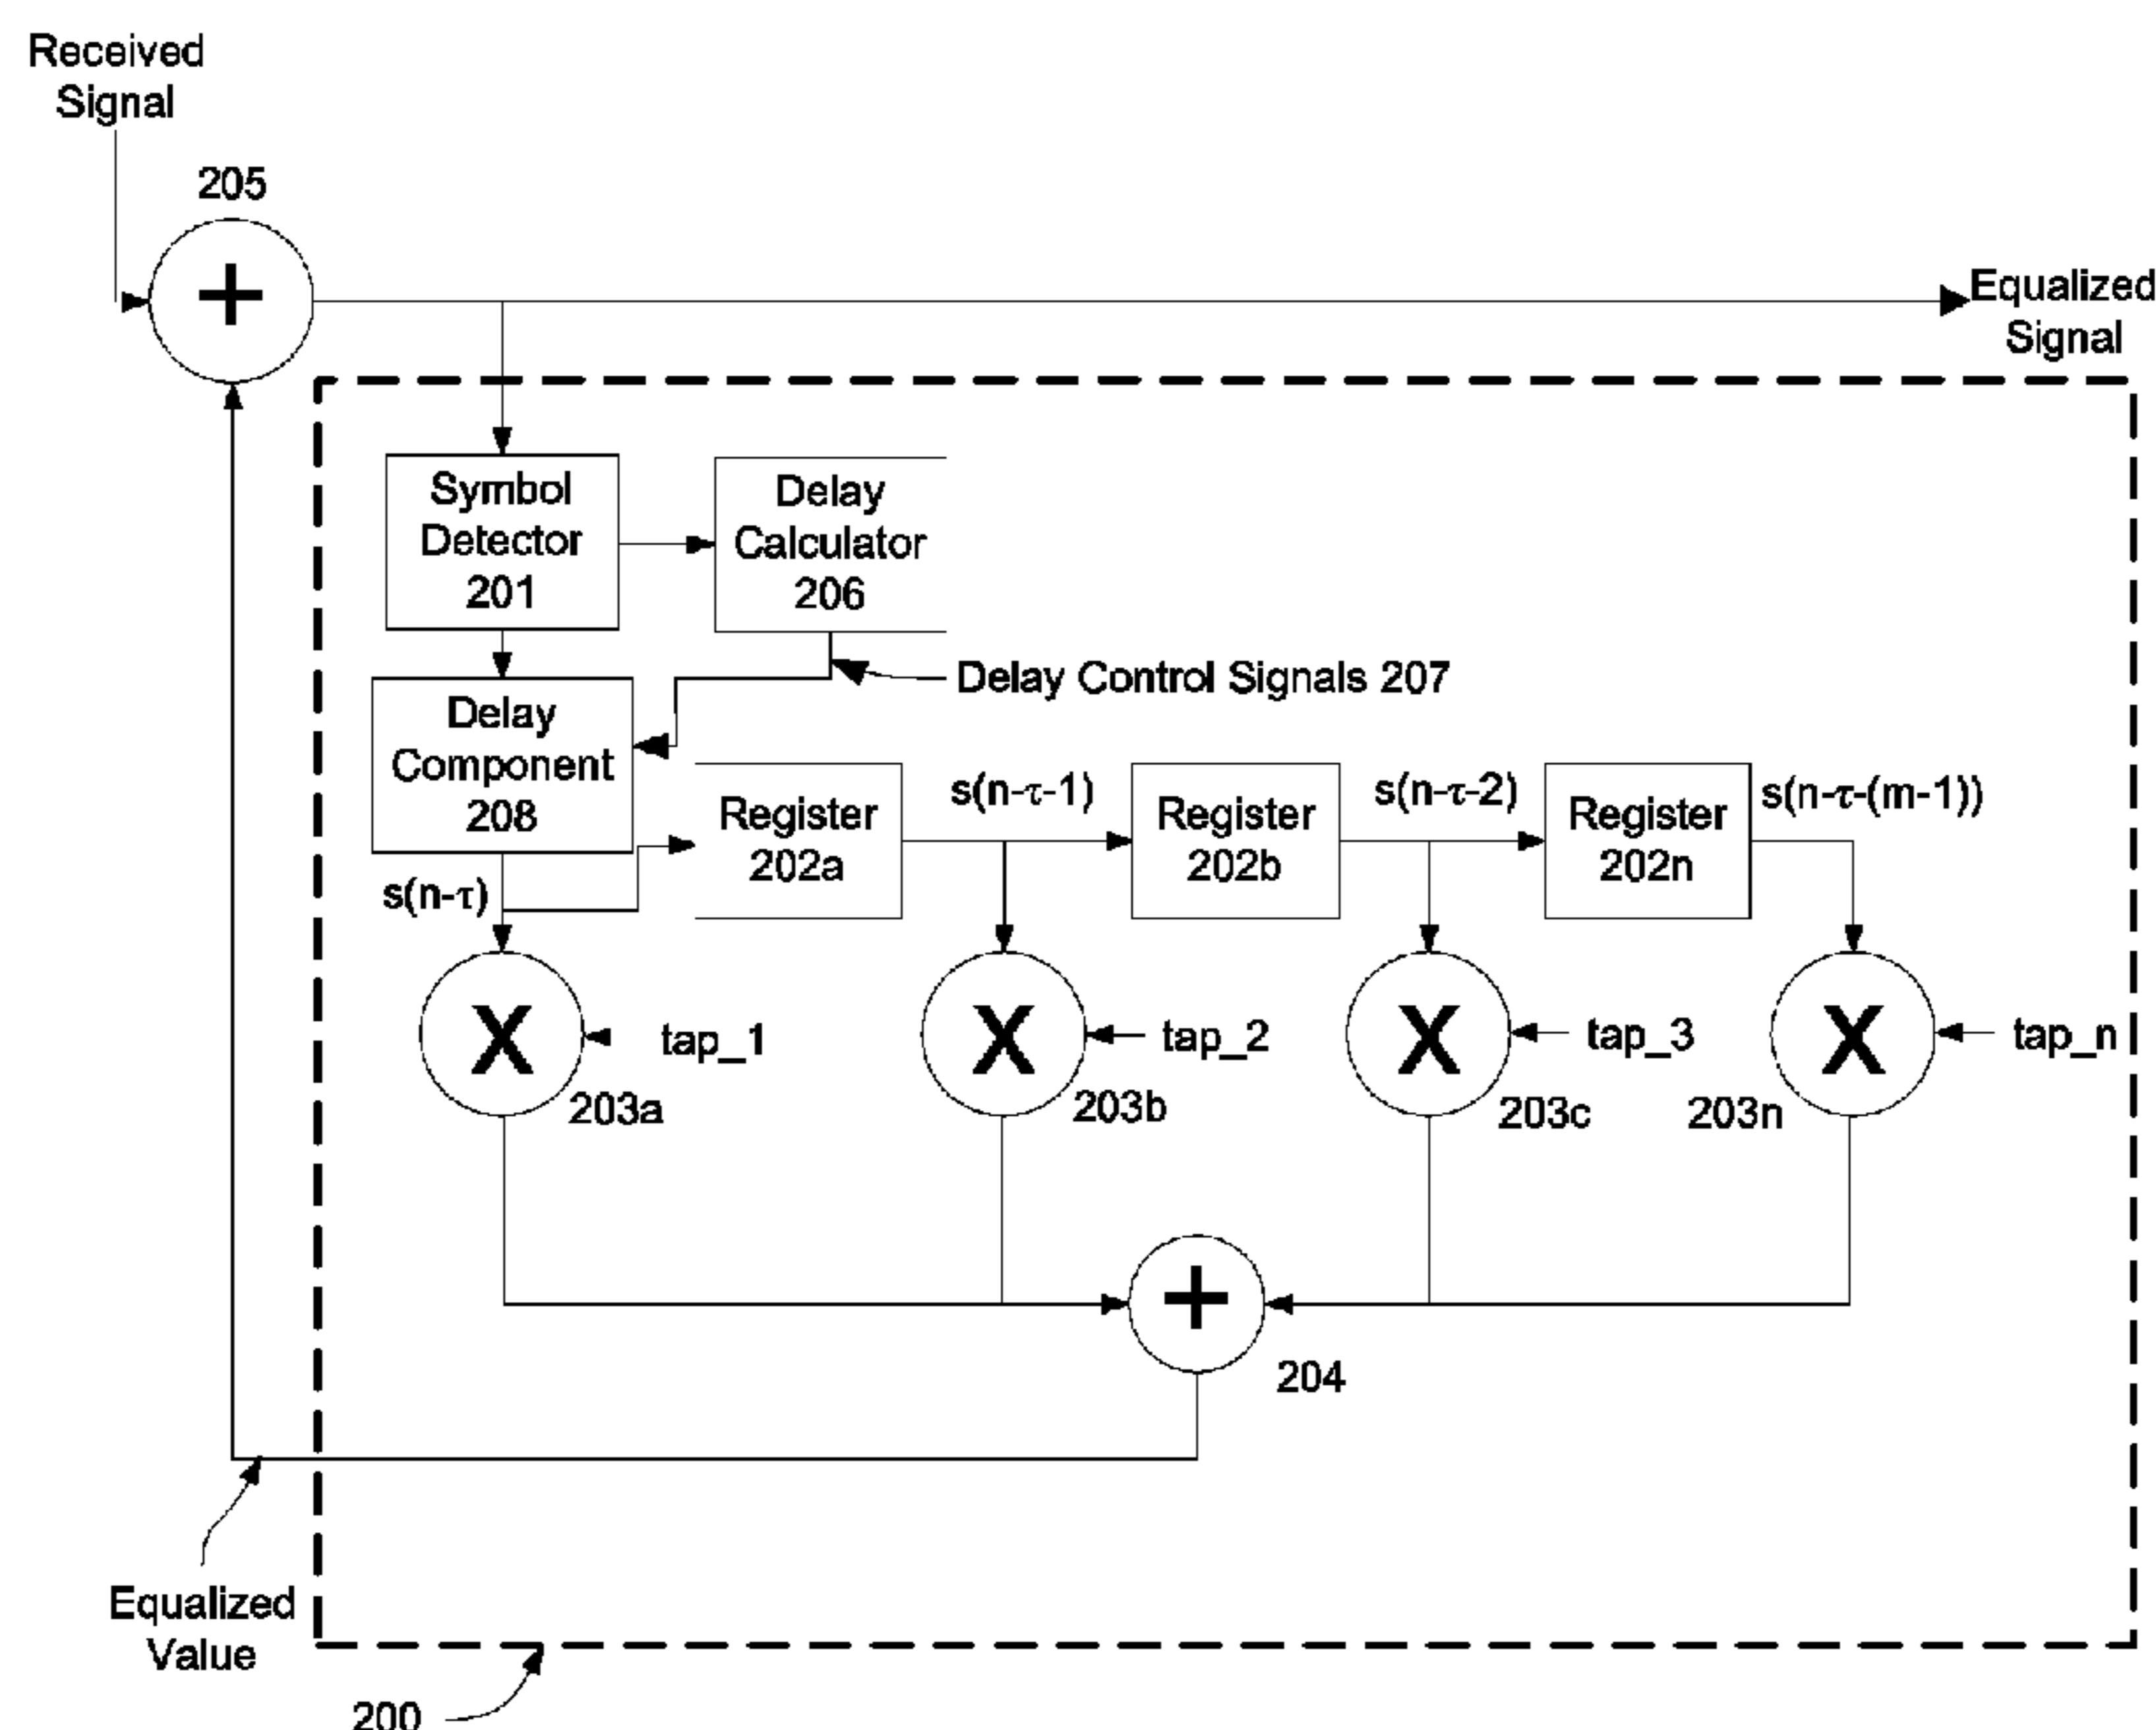 Received
Signal
205
+
Equalized
Signal
Symbol
Detector
201
Delay
Calculator
206
Delay Control Signals 207
Delay
Component
208
s(n-τ)
Register
202a
s(n-τ-1)
Register
202b
s(n-τ-2)
Register
202n
s(n-τ-(m-1))
X
tap_1
203a
X
tap_2
203b
X
tap_3
203c
X
tap_n
203n
+
204
Equalized
Value
200